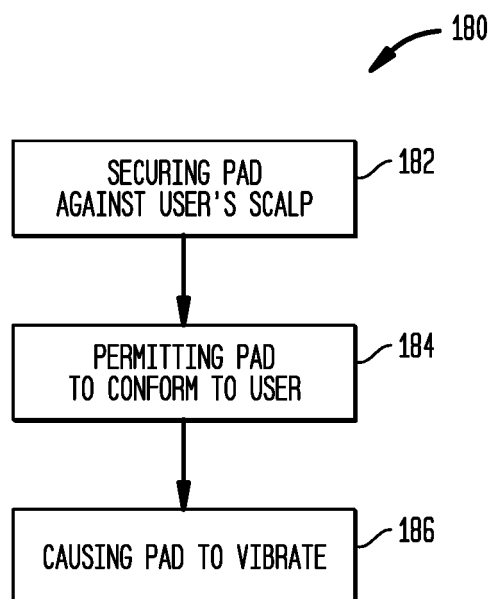 180
SECURING PAD
AGAINST USER'S SCALP
182
PERMITTING PAD
TO CONFORM TO USER
184
CAUSING PAD TO VIBRATE
186